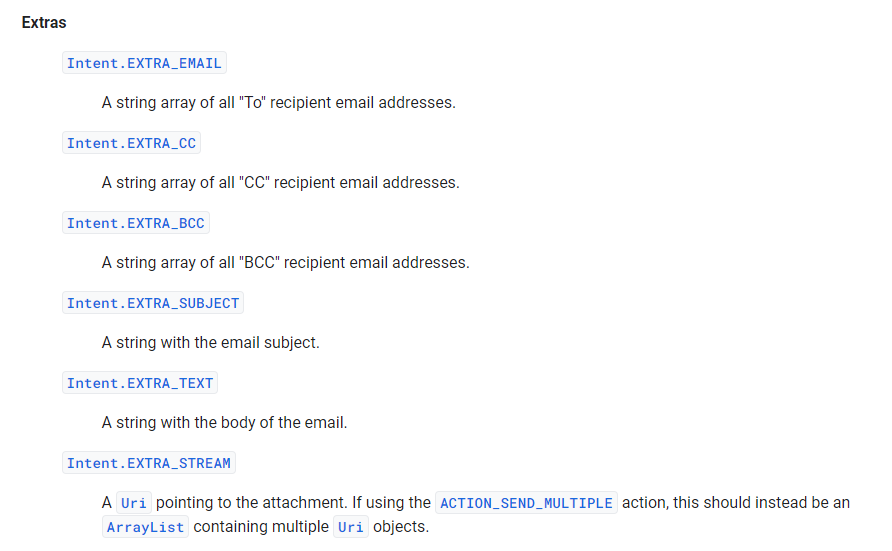 Extras
Intent.EXTRA_EMAIL
A string array of all "To" recipient email addresses.
Intent.EXTRA_CC
A string array of all "CC" recipient email addresses.
Intent.EXTRA_BCC
A string array of all "BCC" recipient email addresses.
Intent.EXTRA_SUBJECT
A string with the email subject.
Intent.EXTRA_TEXT
A string with the body of the email.
Intent.EXTRA_STREAM
A Uri pointing to the attachment. If using the ACTION_SEND_MULTIPLE action, this should instead be an
ArrayList containing multiple Uri objects.